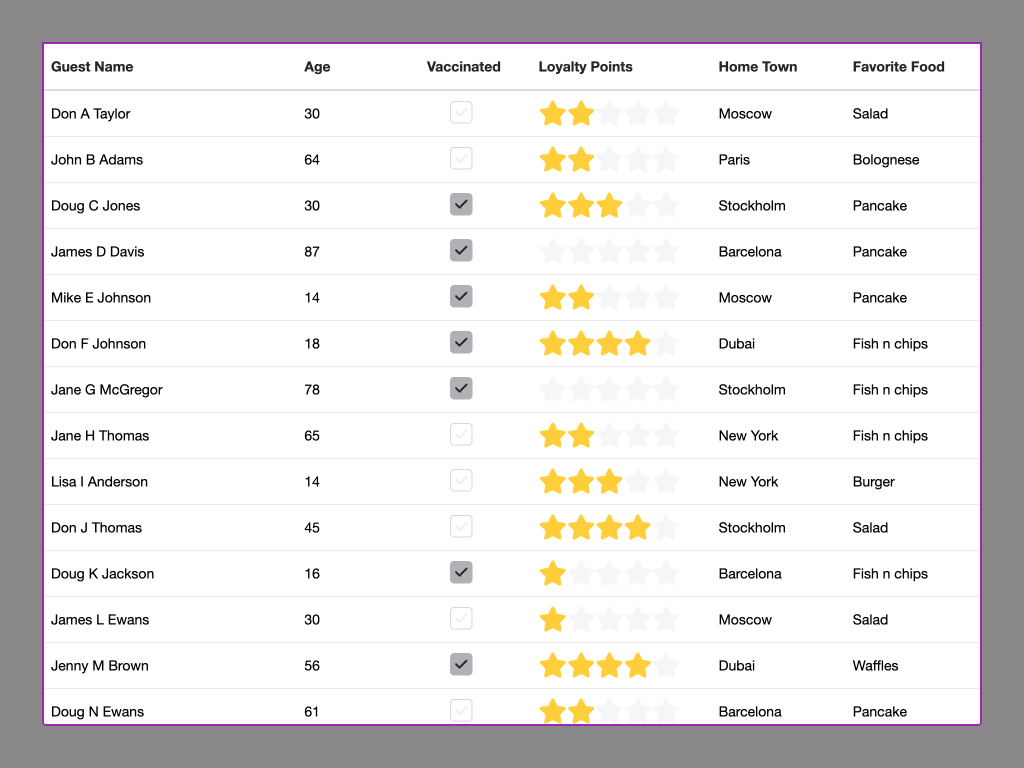 Guest Name Age Vaccinated Loyalty Points Home Town Favorite Food
Don A Taylor 30 Moscow Salad
John B Adams 64 Paris Bolognese
Doug C Jones 30 Stockholm Pancake
James D Davis 87 Barcelona Pancake
Mike E Johnson 14 Moscow Pancake
Don F Johnson 18 Dubai Fish n chips
Jane G McGregor 78 Stockholm Fish n chips
Jane H Thomas 65 New York Fish n chips
Lisa I Anderson 14 New York Burger
Don J Thomas 45 Stockholm Salad
Doug K Jackson 16 Barcelona Fish n chips
James L Ewans 30 Moscow Salad
Jenny M Brown 56 Dubai Waffles
Doug N Ewans 61 Barcelona Pancake